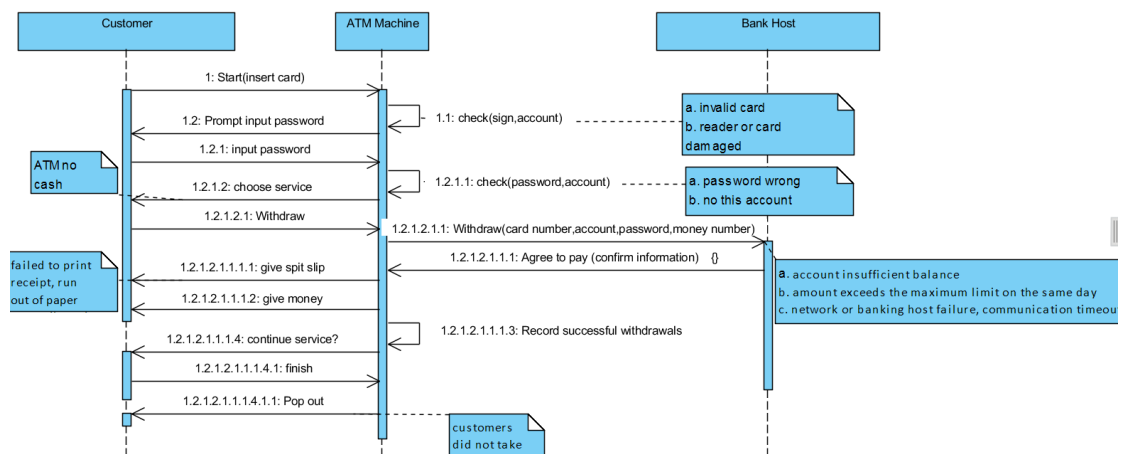 Customer
ATM Machine
Bank Host
1: Start(insert card)
1.1: check(sign,account)
a. invalid card
b. reader or card
damaged
1.2: Prompt input password
1.2.1: input password
ATM no
cash
1.2.1.1: check(password,account)
a. password wrong
b. no this account
1.2.1.2: choose service
1.2.1.2.1: Withdraw
1.2.1.2.1.1: Withdraw(card number,account,password,money number)
1.2.1.2.1.1.1: Agree to pay (confirm information) {}
failed to print
receipt, run
out of paper
1.2.1.2.1.1.1.1: give spit slip
a. account insufficient balance
b. amount exceeds the maximum limit on the same day
c. network or banking host failure, communication timeou
1.2.1.2.1.1.1.2: give money
1.2.1.2.1.1.1.3: Record successful withdrawals
1.2.1.2.1.1.1.4: continue service?
1.2.1.2.1.1.1.4.1: finish
1.2.1.2.1.1.1.4.1.1: Pop out
customers
did not take